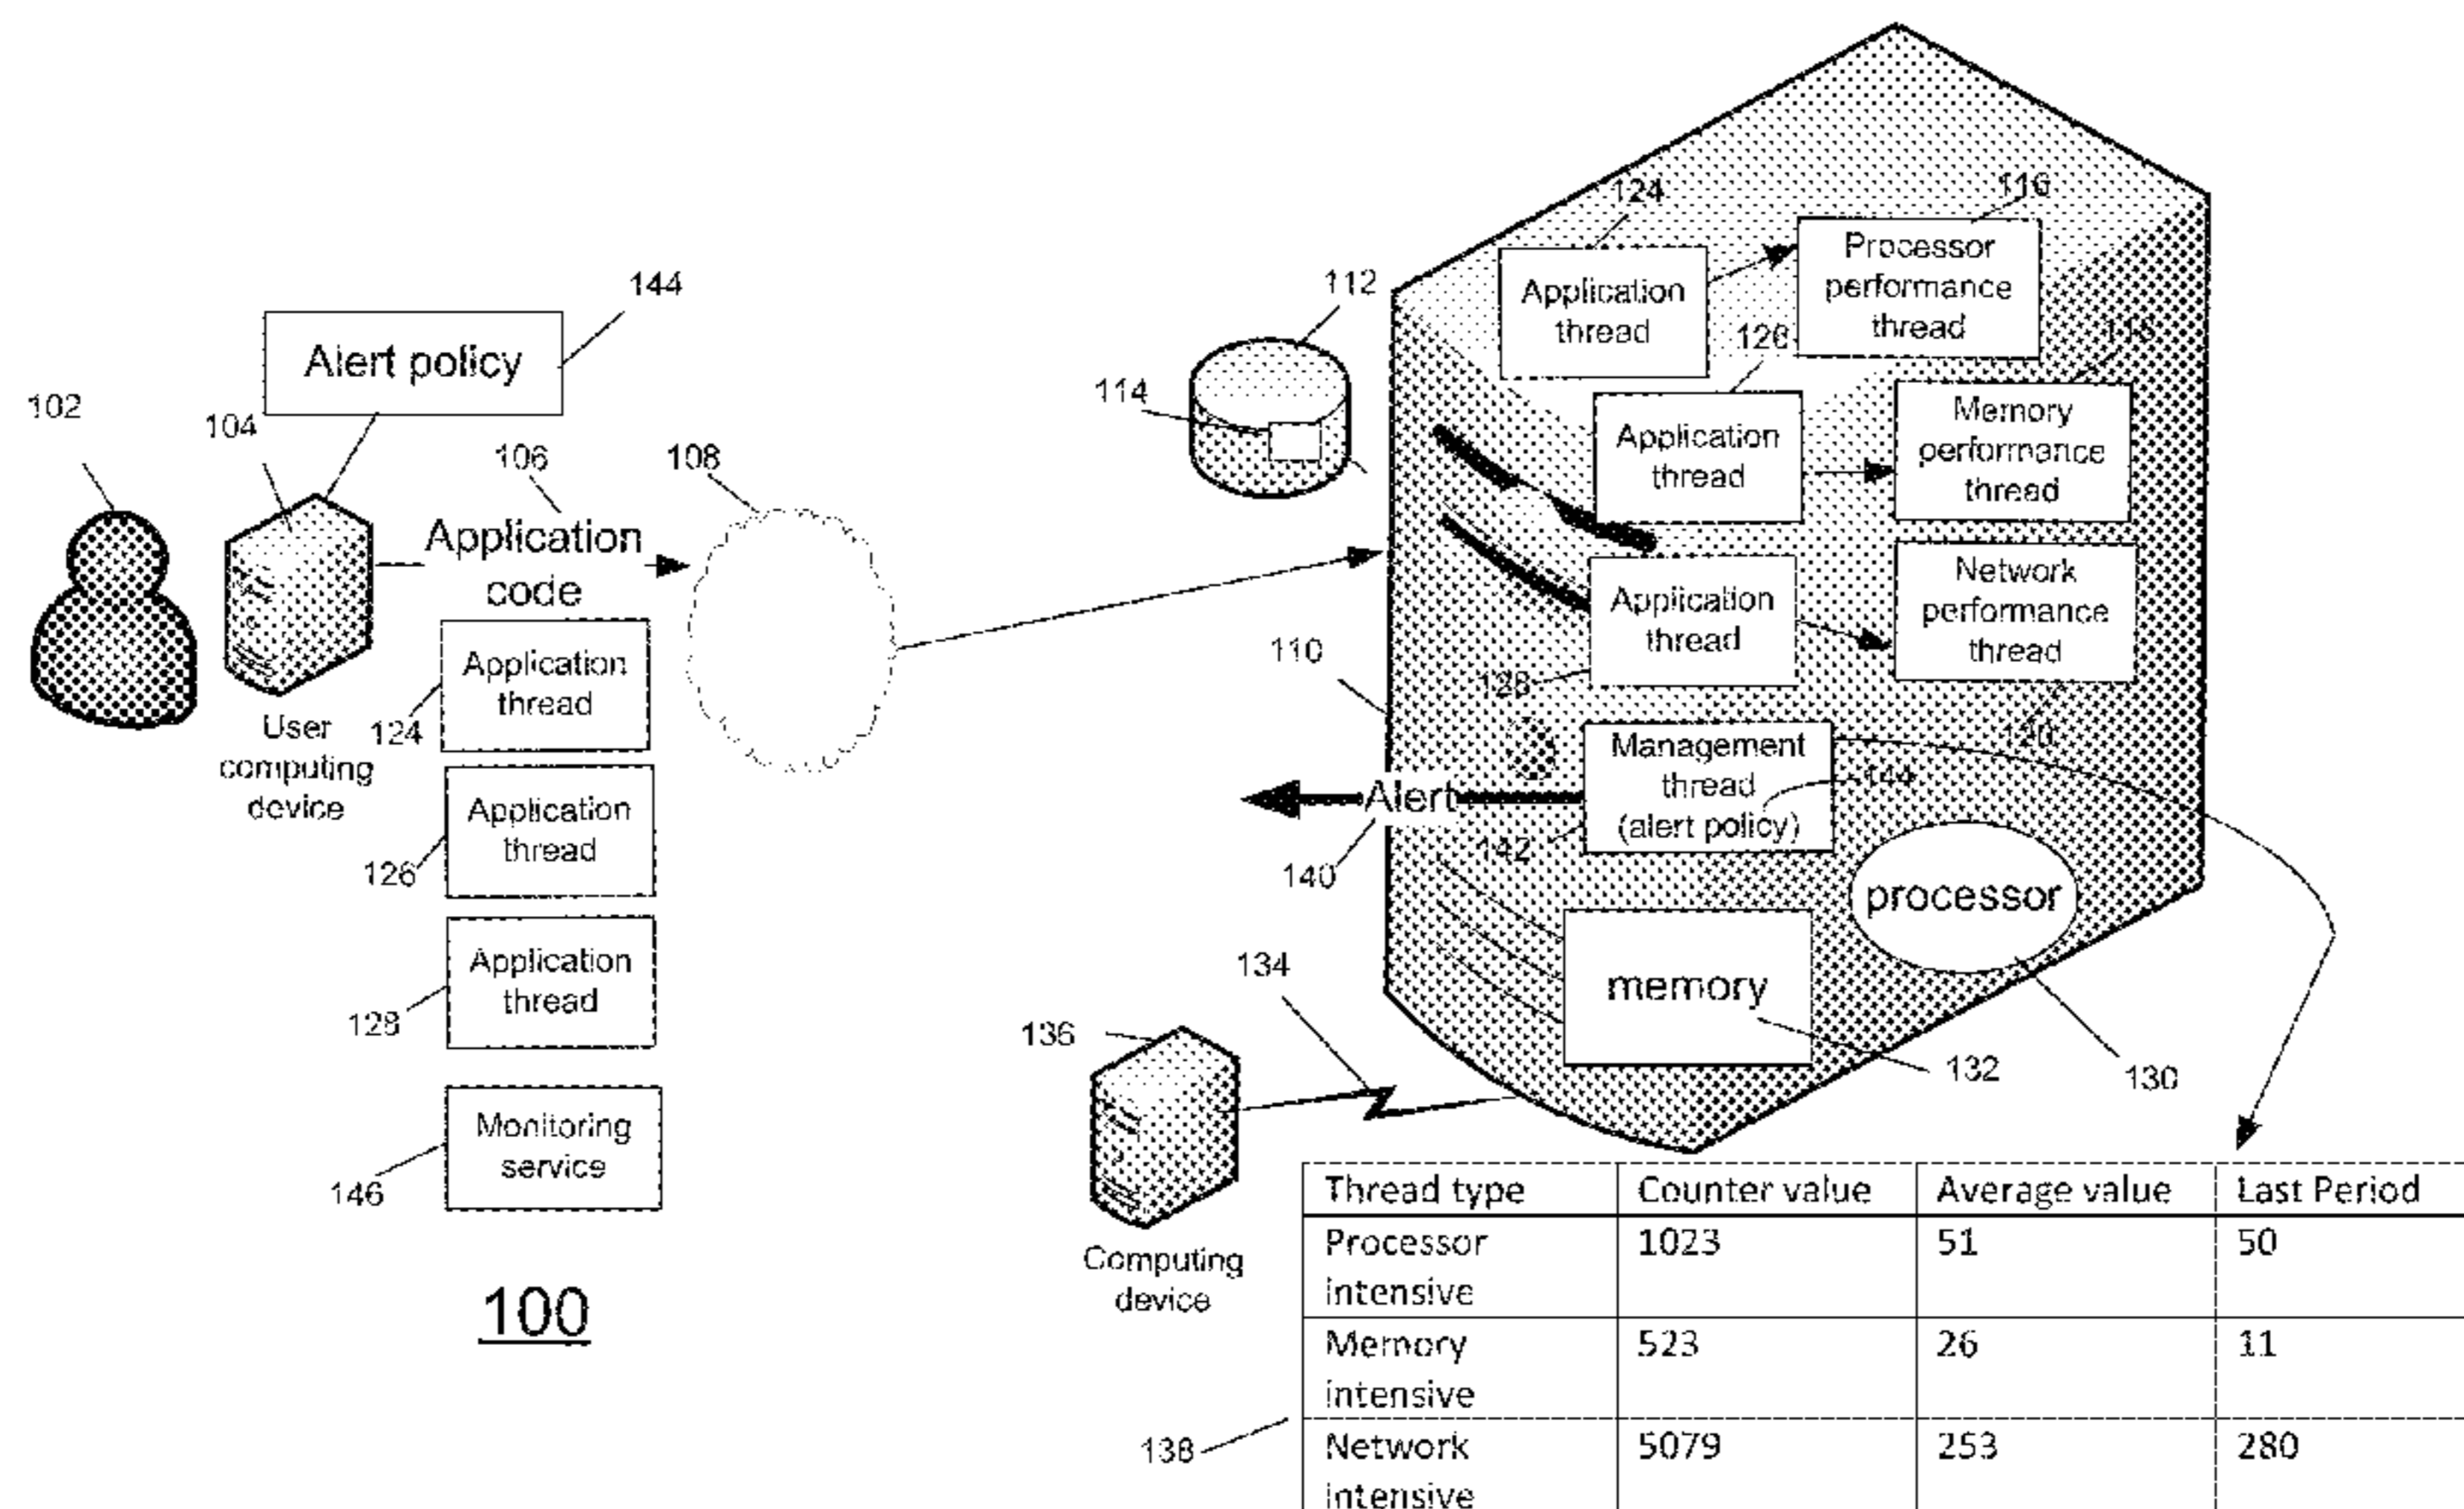 144
Alert policy
102
104
106
108
Application
code
User
computing
device
Application
thread
124
Application
thread
126
Application
thread
128
Monitoring
service
146
100
112
114
110
124
116
Application
thread
Processor
performance
thread
126
Application
thread
Memory
performance
thread
128
Application
thread
Network
performance
thread
120
Management
thread
(alert policy)
144
142
Alert
140
processor
130
memory
132
134
136
Computing
device
138
Thread type Counter value Average value Last Period
Processor 1023 51 50
intensive
Memory 523 26 11
intensive
Network 5079 253 280
intensive